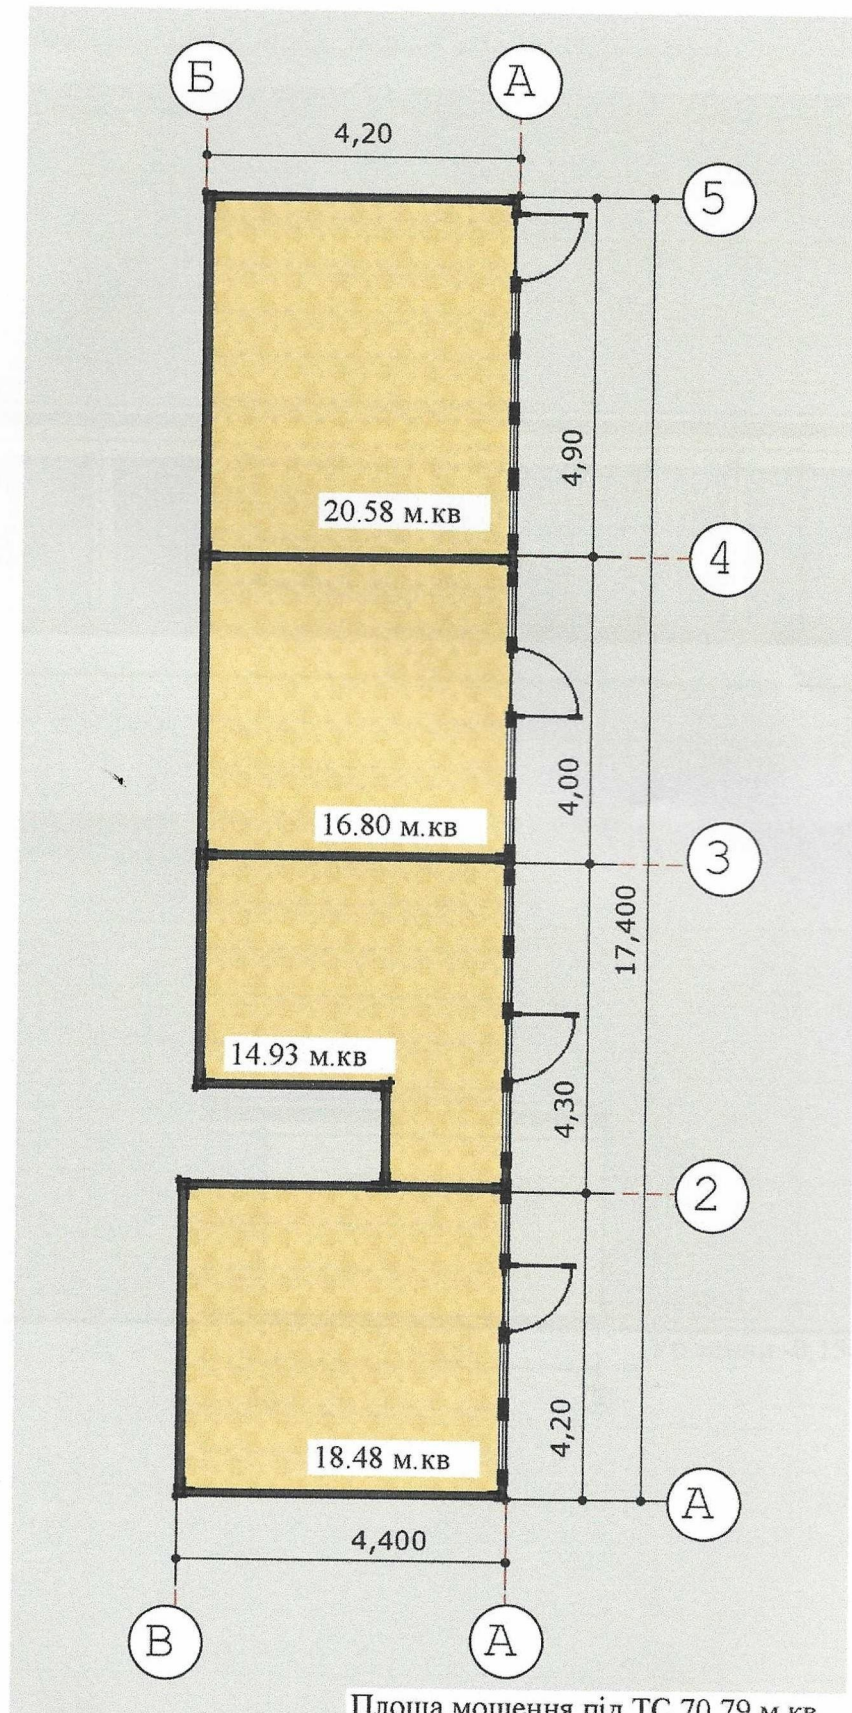 Б
А
4,20
5
4,90
20.58 м.кв
4
4,00
16.80 м.кв
3
17,400
14.93 м.кв
4,30
2
4,20
18.48 м.кв
А
4,400
В
А
Площа мощення під ТС 70.79 м.кв